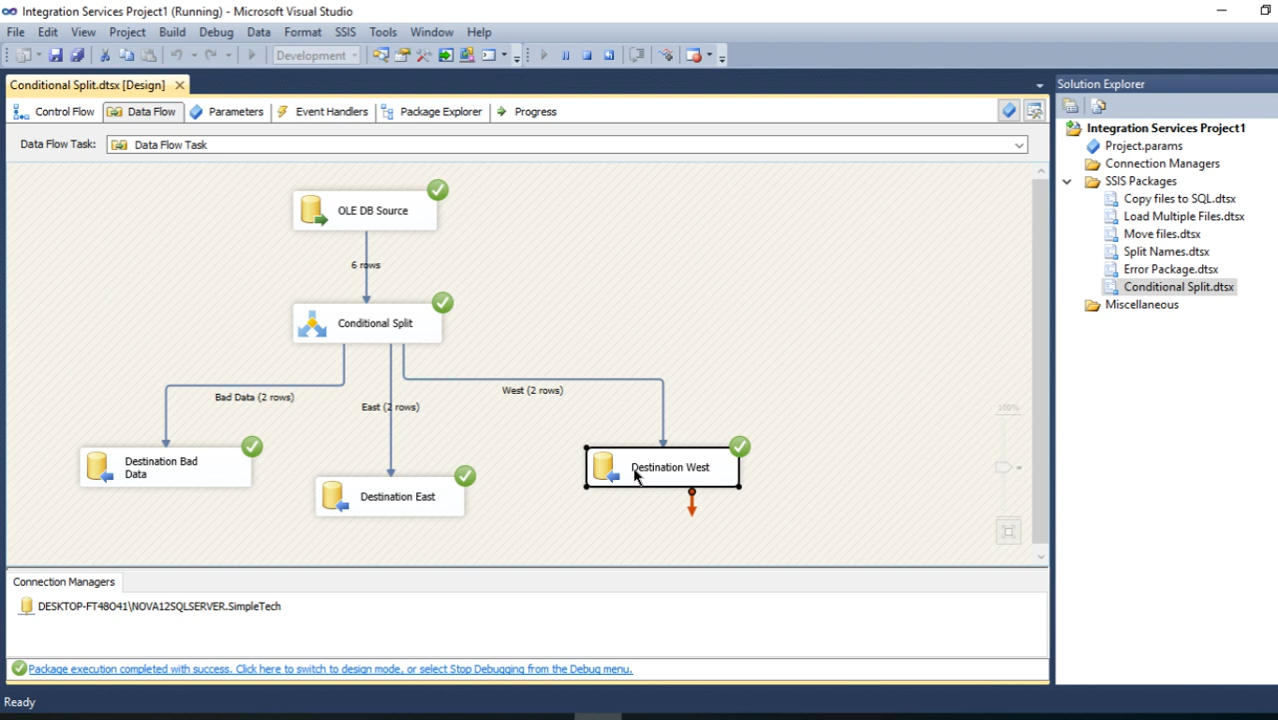 Integration Services Project1 (Running) - Microsoft Visual Studio
File Edit View Project Build Debug Data Format SSIS Tools Window Help
Development
Conditional Split.dtsx [Design]
Control Flow Data Flow Parameters Event Handlers Package Explorer Progress
Data Flow Task: Data Flow Task
OLE DB Source
6 rows
Conditional Split
Bad Data (2 rows)
East (2 rows)
West (2 rows)
Destination Bad
Data
Destination East
Destination West
100%
Connection Managers
DESKTOP-FT48O41\NOVA12SQLSERVER.SimpleTech
Package execution completed with success. Click here to switch to design mode, or select Stop Debugging from the Debug menu.
Ready
Solution Explorer
Integration Services Project1
Project.params
Connection Managers
SSIS Packages
Copy files to SQL.dtsx
Load Multiple Files.dtsx
Move files.dtsx
Split Names.dtsx
Error Package.dtsx
Conditional Split.dtsx
Miscellaneous